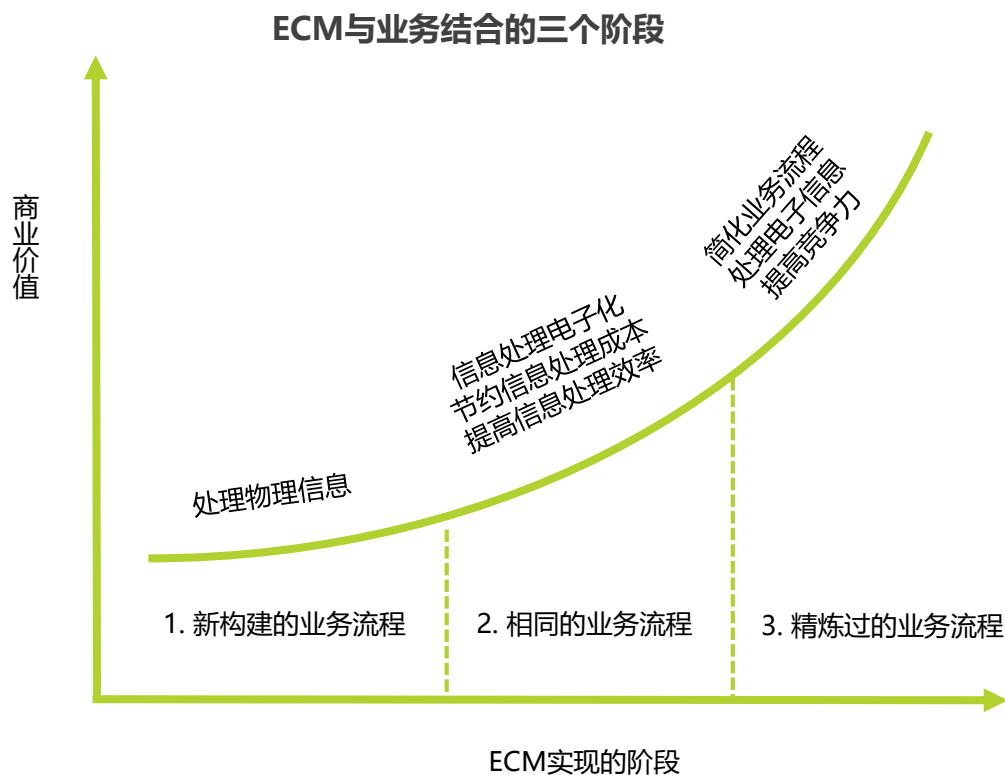 ECM与业务结合的三个阶段
商业价值
简化业务流程
处理电子信息
提高竞争力
信息处理电子化
节约信息处理成本
提高信息处理效率
处理物理信息
1. 新构建的业务流程
2. 相同的业务流程
3. 精炼过的业务流程
ECM实现的阶段